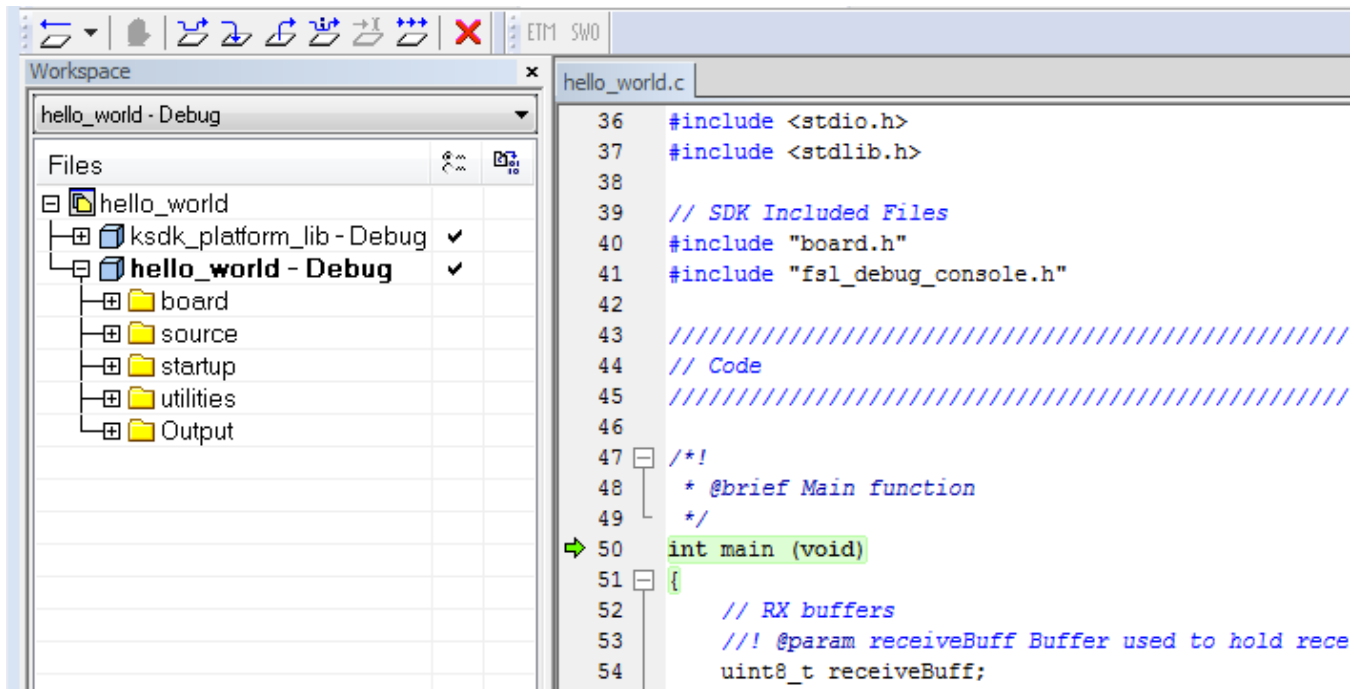 ETM SWO
Workspace
hello_world - Debug
Files
hello_world
ksdk_platform_lib - Debug
hello_world - Debug
board
source
startup
utilities
Output
hello_world.c
36 #include <stdio.h>
37 #include <stdlib.h>
38
39 // SDK Included Files
40 #include "board.h"
41 #include "fsl_debug_console.h"
42
43 ///////////////////////////////////////////////////
44 // Code
45 ///////////////////////////////////////////////////
46
47 /*!
48 * @brief Main function
49 */
50 int main (void)
51 {
52 // RX buffers
53 //! @param receiveBuff Buffer used to hold rece
54 uint8_t receiveBuff;